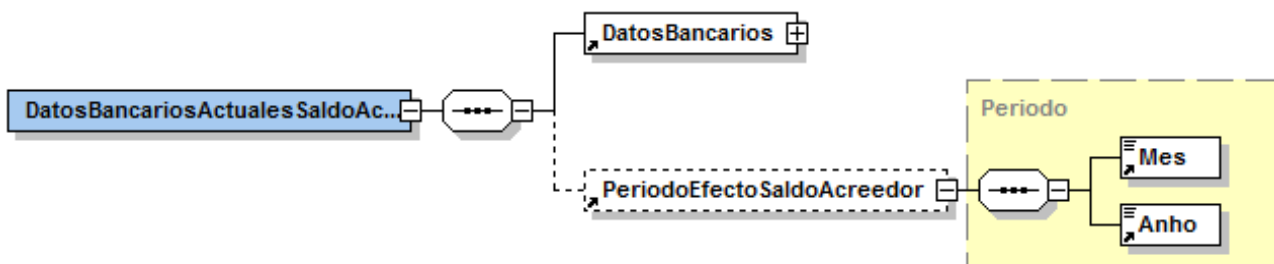 DatosBancarios
DatosBancariosActualesSaldoAc...
Periodo
Mes
PeriodoEfectoSaldoAcreedor
Anho